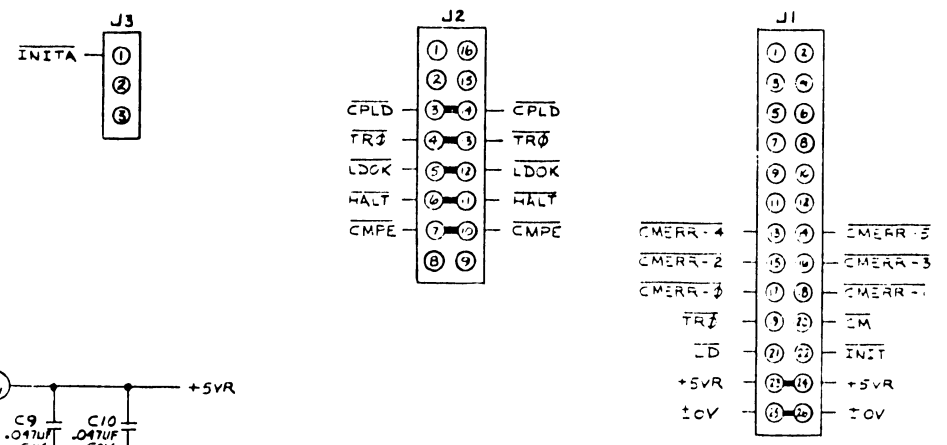 J3
INITA
1
2
3
J2
1 16
2 15
CPLD 3 14 CPLD
TRØ 4 13 TRØ
LDOK 5 12 LDOK
HALT 6 11 HALT
CMPE 7 10 CMPE
8 9
J1
1 2
3 4
5 6
7 8
9 10
11 12
CMERR-4 13 14 CMERR-5
CMERR-2 15 16 CMERR-3
CMERR-Ø 17 18 CMERR-1
TRØ 19 20 EM
LD 21 22 INIT
+5VR 23 24 +5VR
±0V 25 26 ±0V
+5VR
C9 C10
.047UF .047UF